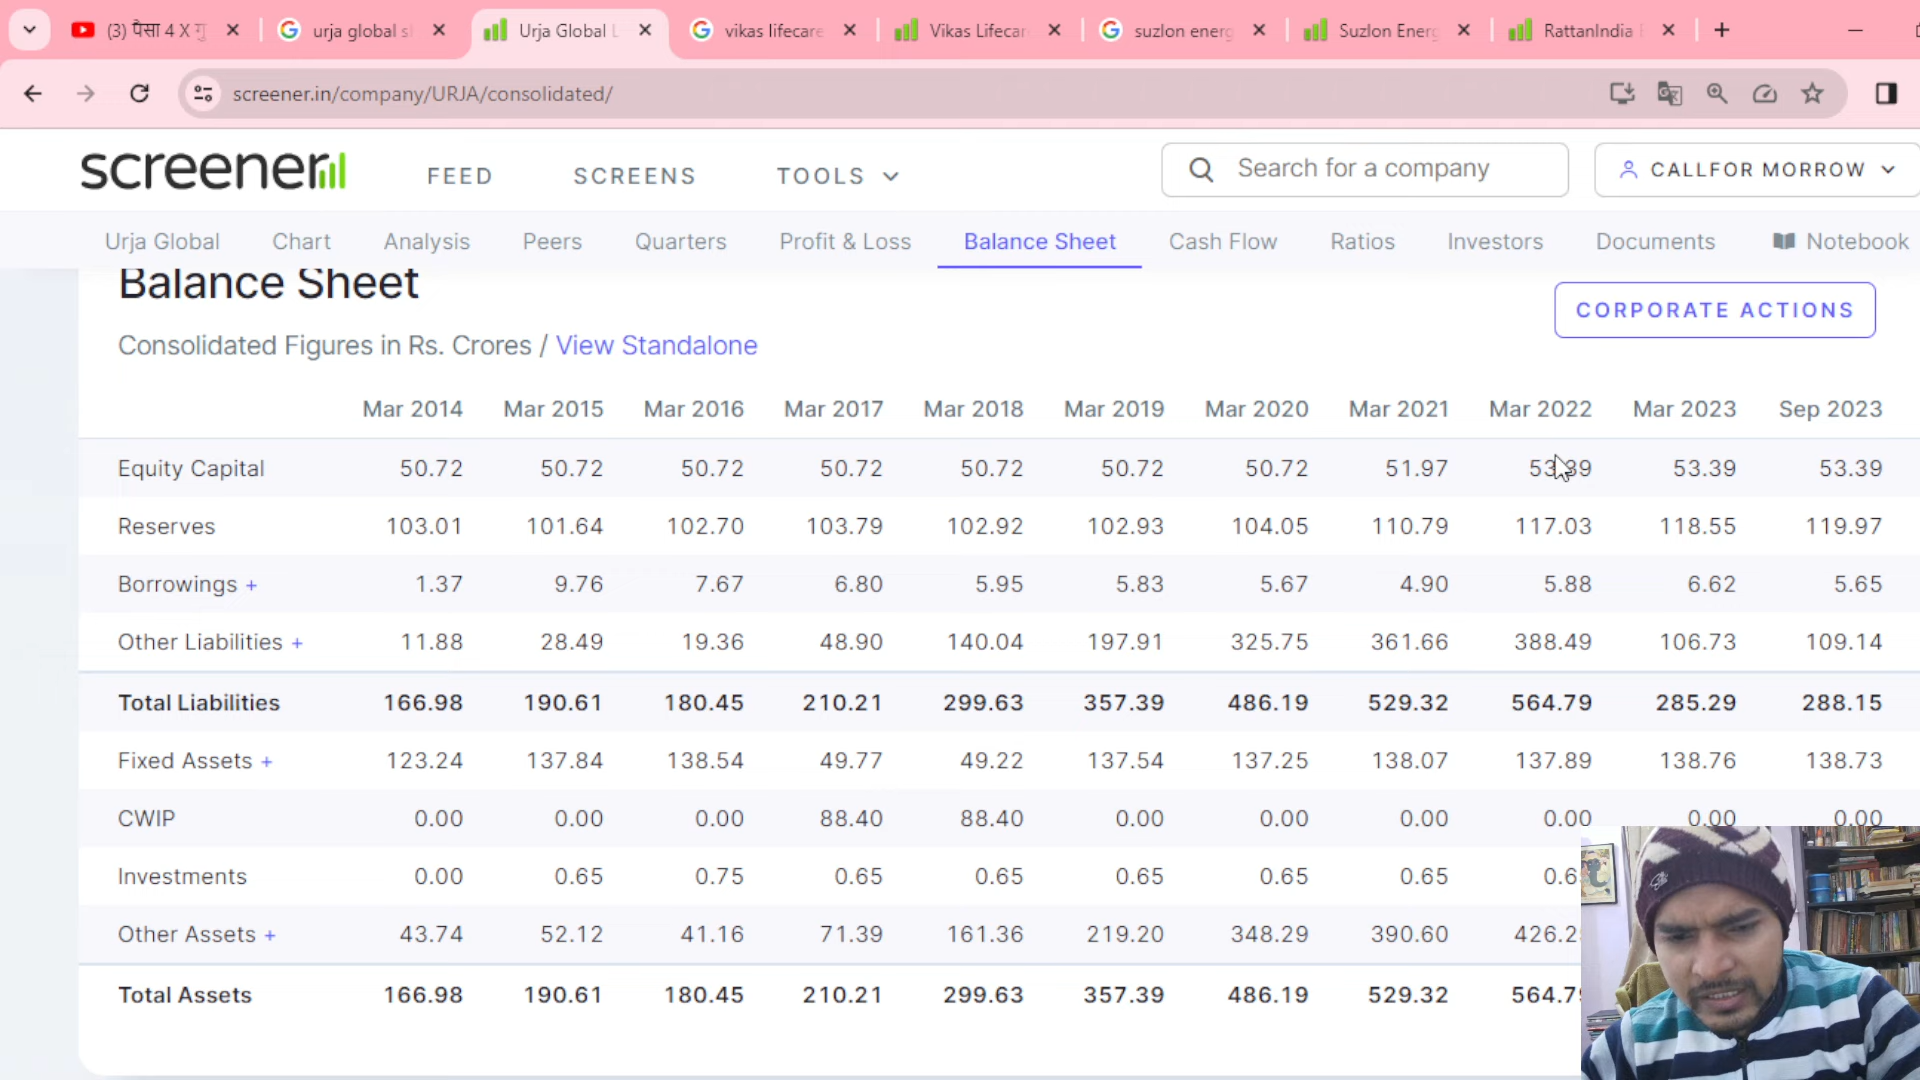 (3) पैसा 4 X गु
urja global s
Urja Global L
vikas lifecare
Vikas Lifecar
suzlon energ
Suzlon Energ
RattanIndia
screener.in/company/URJA/consolidated/
screener FEED SCREENS TOOLS Search for a company CALLFOR MORROW
Urja Global Chart Analysis Peers Quarters Profit & Loss Balance Sheet Cash Flow Ratios Investors Documents Notebook
Balance Sheet
CORPORATE ACTIONS
Consolidated Figures in Rs. Crores / View Standalone
Mar 2014 Mar 2015 Mar 2016 Mar 2017 Mar 2018 Mar 2019 Mar 2020 Mar 2021 Mar 2022 Mar 2023 Sep 2023
Equity Capital 50.72 50.72 50.72 50.72 50.72 50.72 50.72 51.97 53.39 53.39 53.39
Reserves 103.01 101.64 102.70 103.79 102.92 102.93 104.05 110.79 117.03 118.55 119.97
Borrowings + 1.37 9.76 7.67 6.80 5.95 5.83 5.67 4.90 5.88 6.62 5.65
Other Liabilities + 11.88 28.49 19.36 48.90 140.04 197.91 325.75 361.66 388.49 106.73 109.14
Total Liabilities 166.98 190.61 180.45 210.21 299.63 357.39 486.19 529.32 564.79 285.29 288.15
Fixed Assets + 123.24 137.84 138.54 49.77 49.22 137.54 137.25 138.07 137.89 138.76 138.73
CWIP 0.00 0.00 0.00 88.40 88.40 0.00 0.00 0.00 0.00 0.00 0.00
Investments 0.00 0.65 0.75 0.65 0.65 0.65 0.65 0.65 0.6
Other Assets + 43.74 52.12 41.16 71.39 161.36 219.20 348.29 390.60 426.2
Total Assets 166.98 190.61 180.45 210.21 299.63 357.39 486.19 529.32 564.7